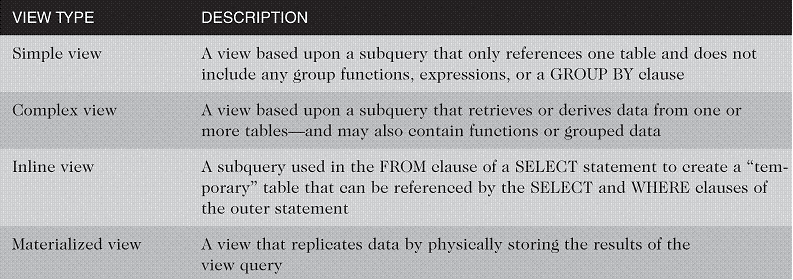 VIEW TYPE DESCRIPTION
Simple view A view based upon a subquery that only references one table and does not
include any group functions, expressions, or a GROUP BY clause
Complex view A view based upon a subquery that retrieves or derives data from one or
more tables—and may also contain functions or grouped data
Inline view A subquery used in the FROM clause of a SELECT statement to create a “tem-
porary” table that can be referenced by the SELECT and WHERE clauses of
the outer statement
Materialized view A view that replicates data by physically storing the results of the
view query